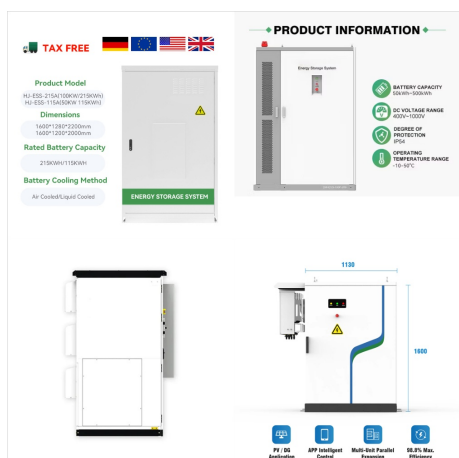 TAX FREE
Product Model
HJ-ESS-215A(100KW/215KWh)
HJ-ESS-115A(50KW 115KWh)
Dimensions
1600*1280*2200mm
1600*1200*2000mm
Rated Battery Capacity
215KWH/115KWH
Battery Cooling Method
Air Cooled/Liquid Cooled
ENERGY STORAGE SYSTEM
PRODUCT INFORMATION
Energy Storage System
BATTERY CAPACITY
50kWh~500kWh
DC VOLTAGE RANGE
400V~1000V
DEGREE OF
PROTECTION
IP54
OPERATING
TEMPERATURE RANGE
-10~50°C
1130
1600
PV / DG
Application
APP Intelligent
Control
Multi-Unit Parallel
Expansion
98.0% Max.
Efficiency